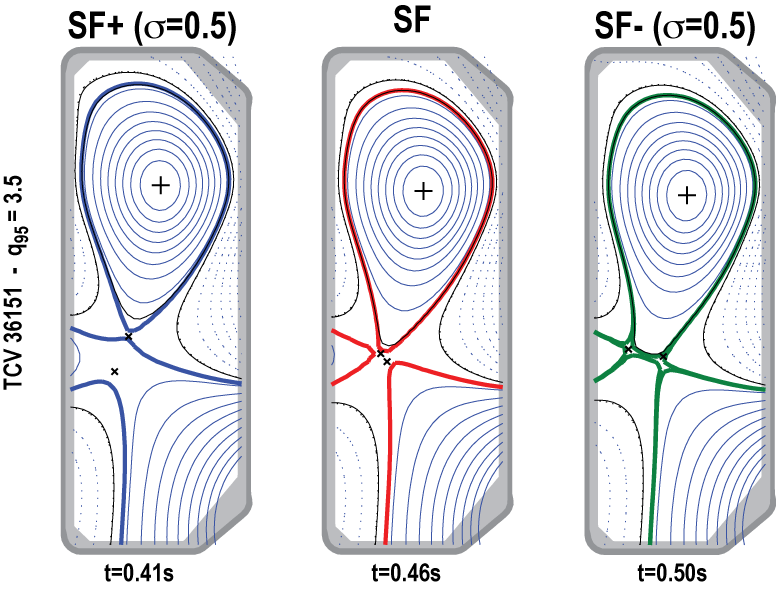 SF+ (σ=0.5)
SF
SF- (σ=0.5)
TCV 36151 - q95 = 3.5
t=0.41s
t=0.46s
t=0.50s